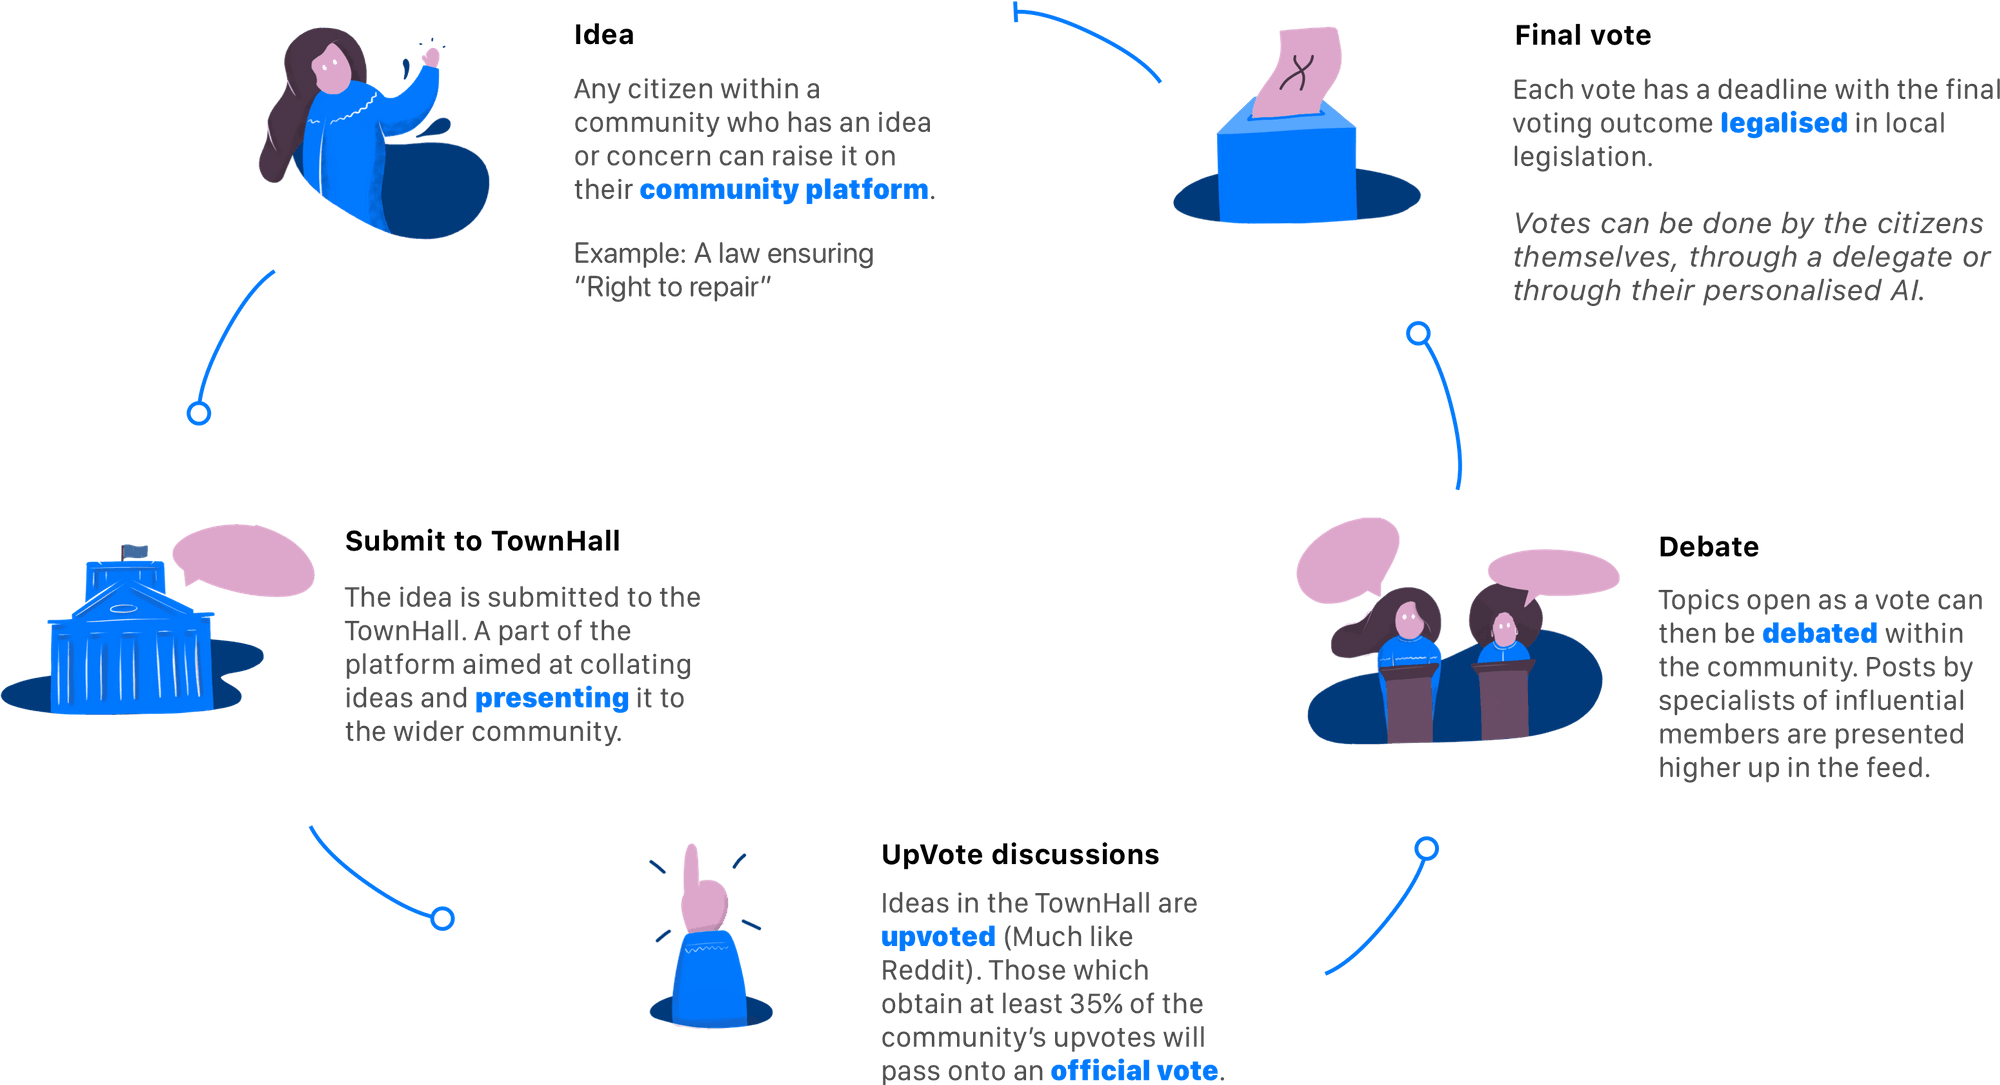 Idea
Any citizen within a
community who has an idea
or concern can raise it on
their community platform.
Example: A law ensuring
“Right to repair”
Submit to TownHall
The idea is submitted to the
TownHall. A part of the
platform aimed at collating
ideas and presenting it to
the wider community.
UpVote discussions
Ideas in the TownHall are
upvoted (Much like
Reddit). Those which
obtain at least 35% of the
community’s upvotes will
pass onto an official vote.
Debate
Topics open as a vote can
then be debated within
the community. Posts by
specialists of influential
members are presented
higher up in the feed.
Final vote
Each vote has a deadline with the final
voting outcome legalised in local
legislation.
Votes can be done by the citizens
themselves, through a delegate or
through their personalised AI.